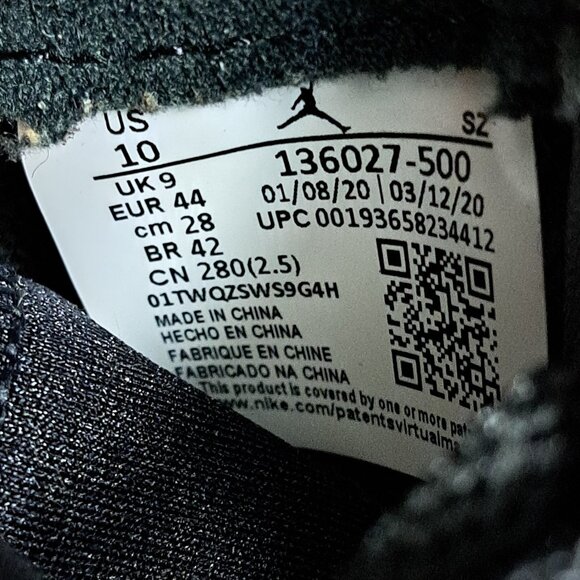 US SZ
10 136027-500
UK 9 01/08/20 | 03/12/20
EUR 44 UPC 00193658234412
cm 28
BR 42
CN 280(2.5)
01TWQZSWS9G4H
MADE IN CHINA
HECHO EN CHINA
FABRIQUE EN CHINE
FABRICADO NA CHINA
This product is covered by one or more
www.nike.com/patentsvirtualm